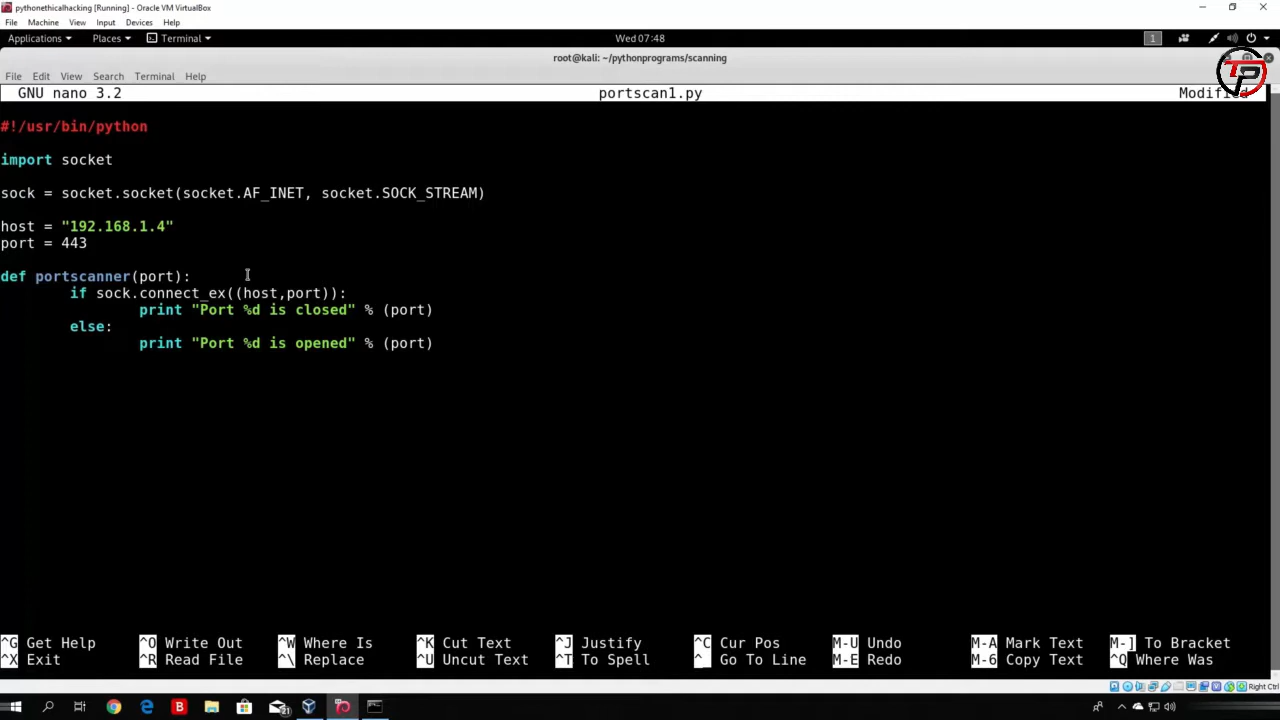 pythonethicalhacking [Running] - Oracle VM VirtualBox
File Machine View Input Devices Help
Applications Places Terminal Wed 07:48 1
root@kali: ~/pythonprograms/scanning
TP
File Edit View Search Terminal Help
GNU nano 3.2 portscan1.py Modified
#!/usr/bin/python
import socket
sock = socket.socket(socket.AF_INET, socket.SOCK_STREAM)
host = "192.168.1.4"
port = 443
def portscanner(port):
if sock.connect_ex((host,port)):
print "Port %d is closed" % (port)
else:
print "Port %d is opened" % (port)
^G Get Help ^O Write Out ^W Where Is ^K Cut Text ^J Justify ^C Cur Pos M-U Undo M-A Mark Text M-] To Bracket
^X Exit ^R Read File ^\ Replace ^U Uncut Text ^T To Spell ^_ Go To Line M-E Redo M-6 Copy Text ^Q Where Was
Right Ctrl
B 21